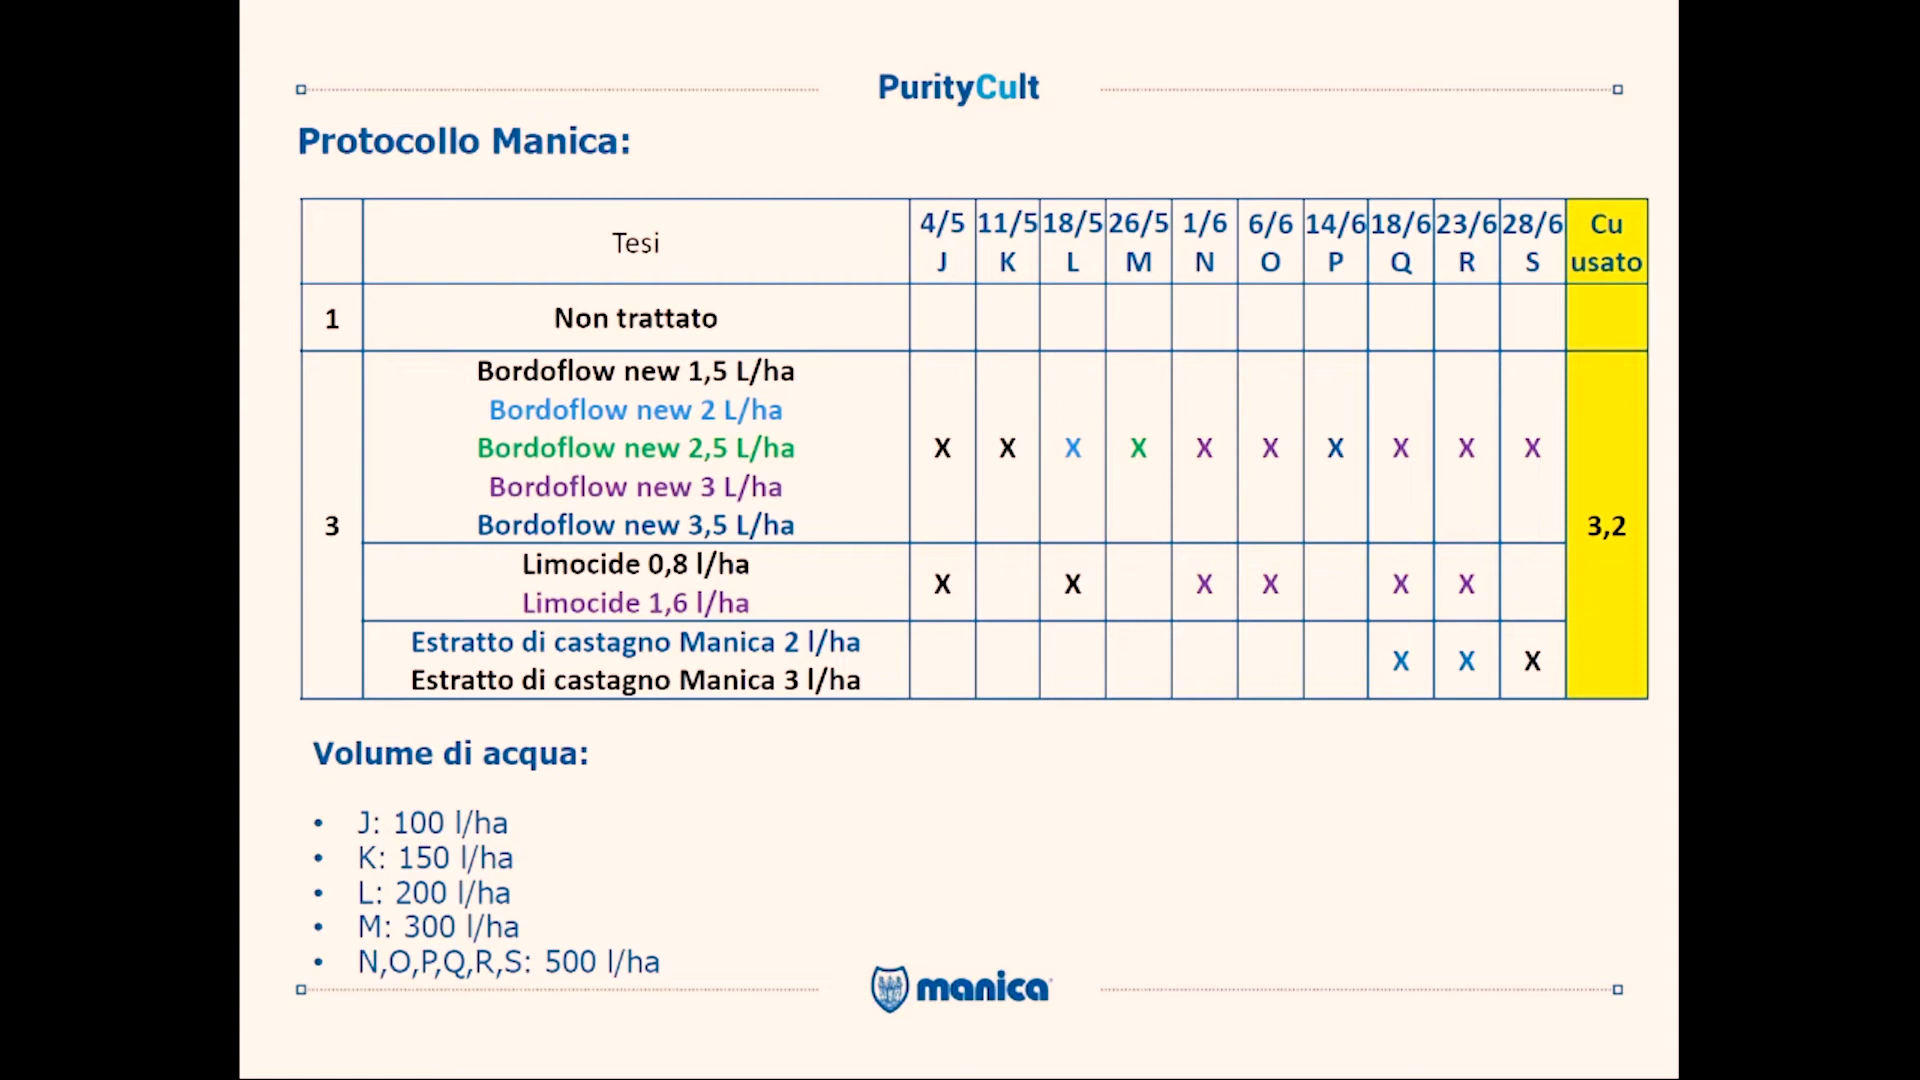 PurityCult
Protocollo Manica:
Tesi 4/5 J 11/5 K 18/5 L 26/5 M 1/6 N 6/6 O 14/6 P 18/6 Q 23/6 R 28/6 S Cu usato
1 Non trattato
3
Bordoflow new 1,5 L/ha
Bordoflow new 2 L/ha
Bordoflow new 2,5 L/ha X X X X X X X X X X
Bordoflow new 3 L/ha
Bordoflow new 3,5 L/ha
3,2
Limocide 0,8 l/ha
X X X X X X
Limocide 1,6 l/ha
Estratto di castagno Manica 2 l/ha
X X X
Estratto di castagno Manica 3 l/ha
Volume di acqua:
• J: 100 l/ha
• K: 150 l/ha
• L: 200 l/ha
• M: 300 l/ha
• N,O,P,Q,R,S: 500 l/ha
manica